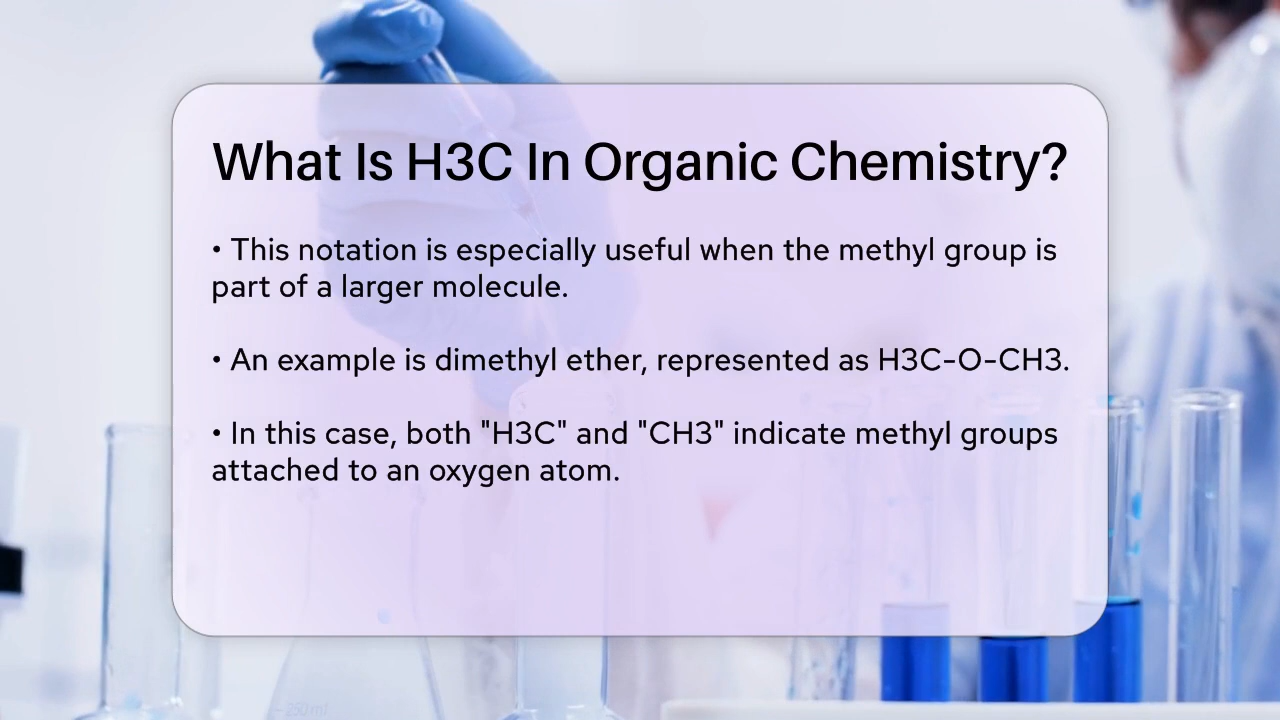 What Is H3C In Organic Chemistry?
• This notation is especially useful when the methyl group is
part of a larger molecule.
• An example is dimethyl ether, represented as H3C-O-CH3.
• In this case, both "H3C" and "CH3" indicate methyl groups
attached to an oxygen atom.
~250ml